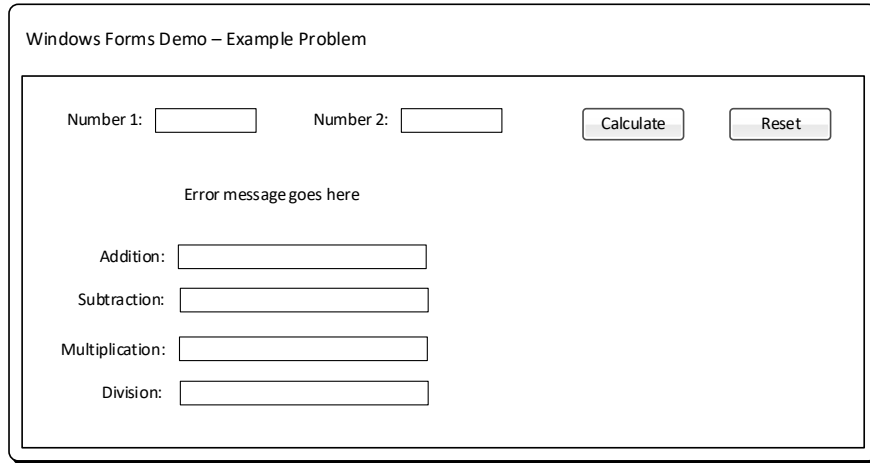 Windows Forms Demo – Example Problem
Number 1: Number 2: Calculate Reset
Error message goes here
Addition:
Subtraction:
Multiplication:
Division: